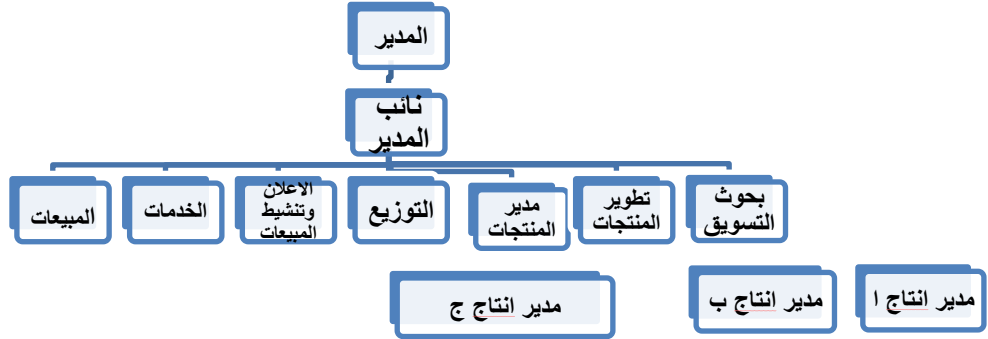 المدير
نائب
المدير
بحوث
التسويق
تطوير
المنتجات
مدير
المنتجات
التوزيع
الاعلان
وتنشيط
المبيعات
الخدمات
المبيعات
مدير انتاج ا
مدير انتاج ب
مدير انتاج ج